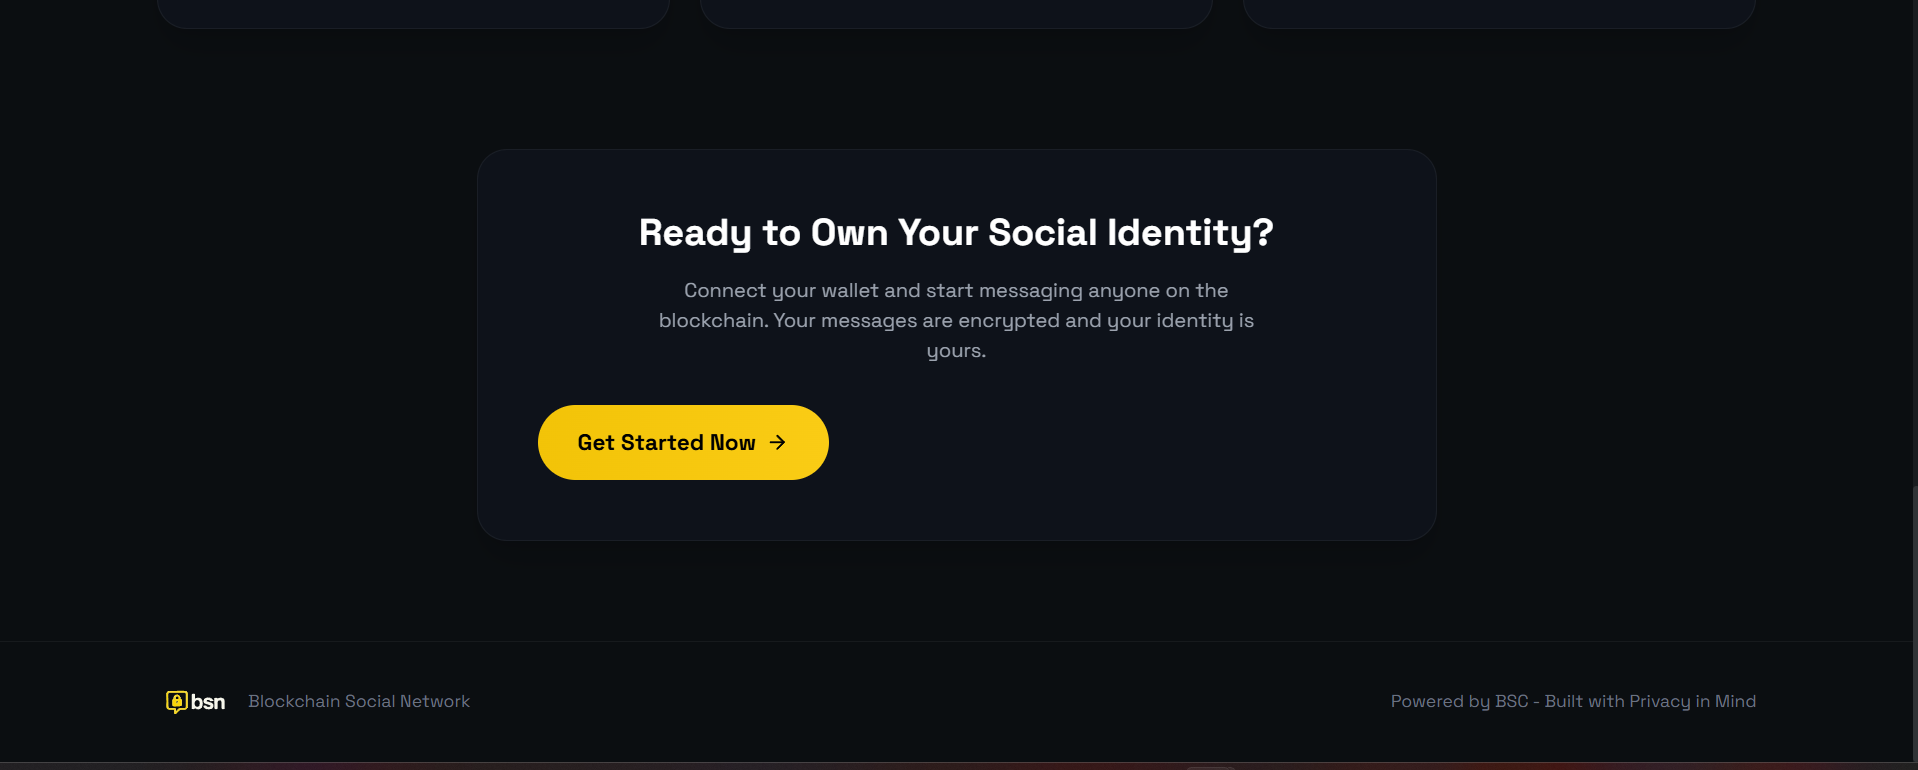 Ready to Own Your Social Identity?
Connect your wallet and start messaging anyone on the
blockchain. Your messages are encrypted and your identity is
yours.
Get Started Now →
bsn Blockchain Social Network
Powered by BSC - Built with Privacy in Mind